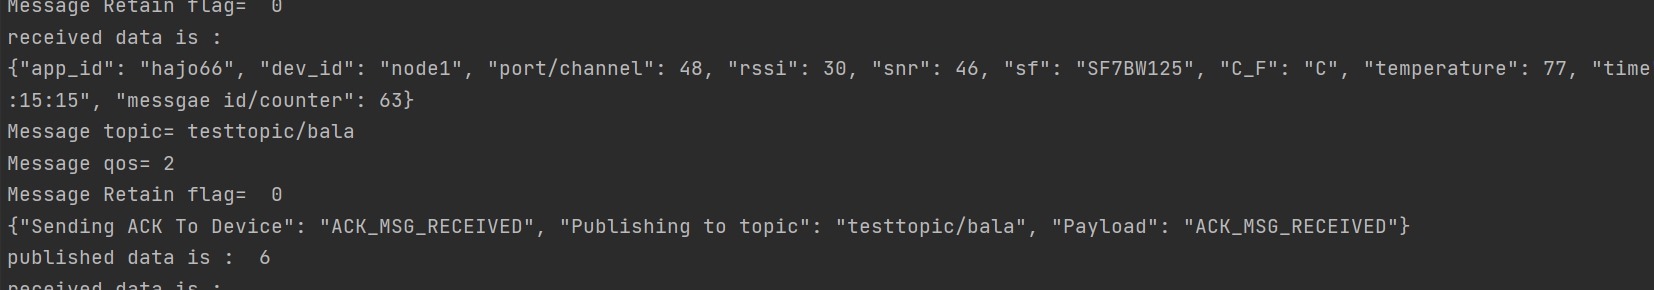 Message Retain flag=  0
received data is :
{"app_id": "hajo66", "dev_id": "node1", "port/channel": 48, "rssi": 30, "snr": 46, "sf": "SF7BW125", "C_F": "C", "temperature": 77, "time
:15:15", "messgae id/counter": 63}
Message topic= testtopic/bala
Message qos= 2
Message Retain flag=  0
{"Sending ACK To Device": "ACK_MSG_RECEIVED", "Publishing to topic": "testtopic/bala", "Payload": "ACK_MSG_RECEIVED"}
published data is :  6
received data is :